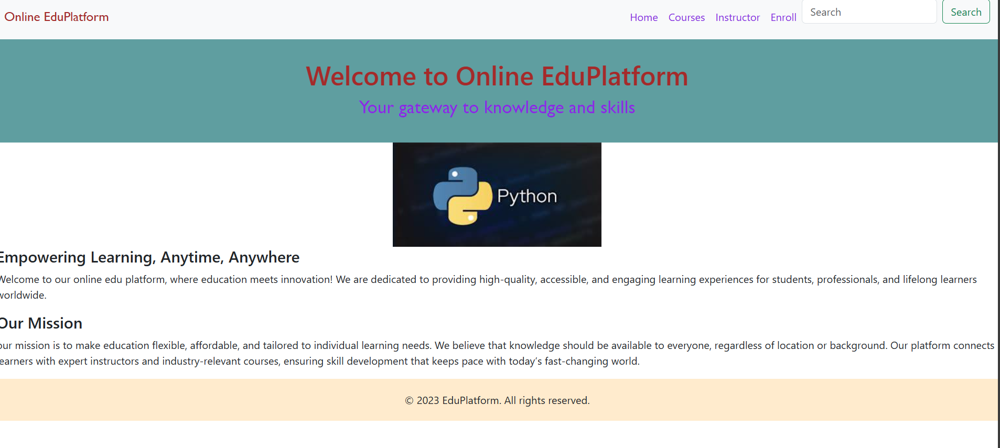 Online EduPlatform
Home Courses Instructor Enroll Search Search
Welcome to Online EduPlatform
Your gateway to knowledge and skills
Python
Empowering Learning, Anytime, Anywhere
Welcome to our online edu platform, where education meets innovation! We are dedicated to providing high-quality, accessible, and engaging learning experiences for students, professionals, and lifelong learners
worldwide.
Our Mission
our mission is to make education flexible, affordable, and tailored to individual learning needs. We believe that knowledge should be available to everyone, regardless of location or background. Our platform connects
learners with expert instructors and industry-relevant courses, ensuring skill development that keeps pace with today’s fast-changing world.
© 2023 EduPlatform. All rights reserved.